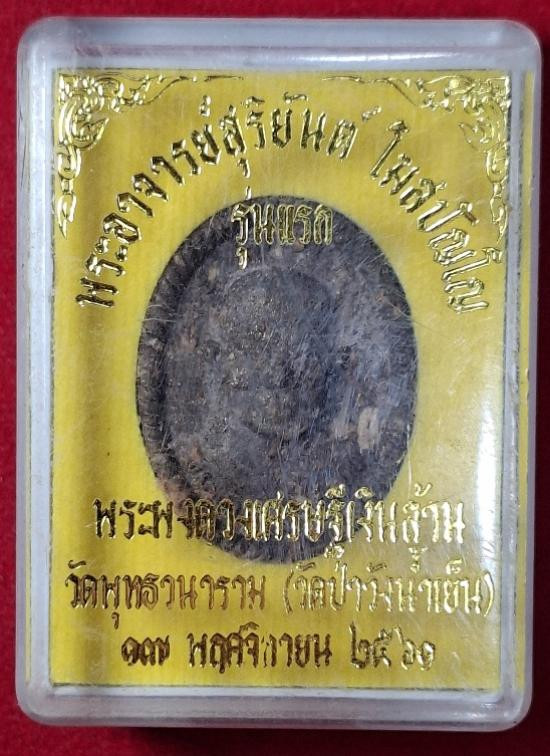 พระอาจารย์สุริยันต์ โฆสปัญโญ
รุ่นแรก
พระผงดวงเศรษฐีเงินล้าน
วัดพุทธวนาราม (วัดป่าวังน้ำเย็น)
๑๗ พฤศจิกายน ๒๕๖๑